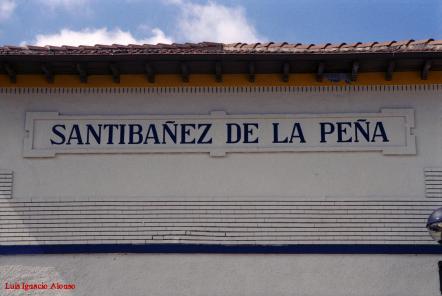 SANTIBAÑEZ DE LA PEÑA
Luis Ignacio Alonso